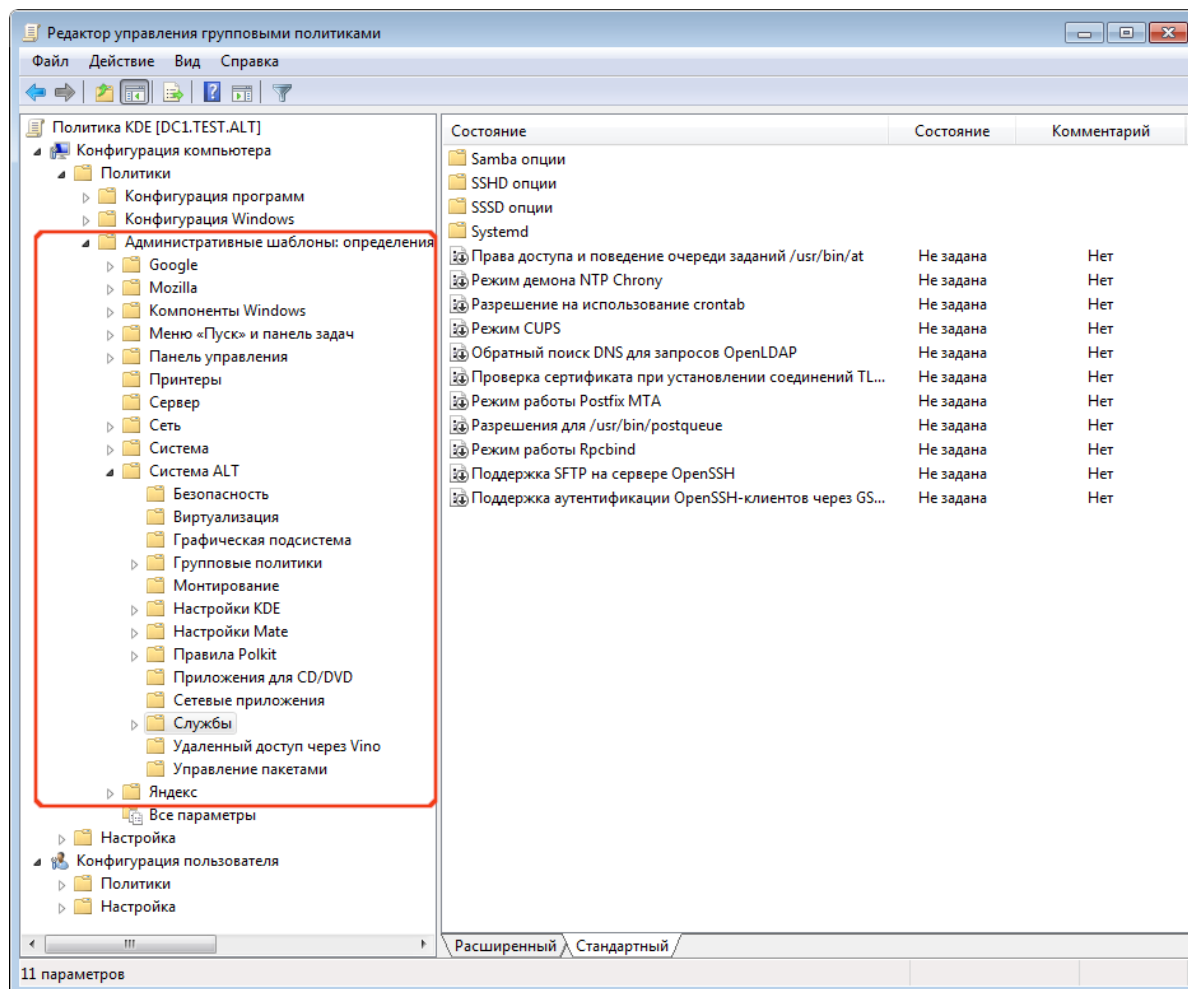 Редактор управления групповыми политиками
Файл Действие Вид Справка
Политика KDE [DC1.TEST.ALT]
Конфигурация компьютера
Политики
Конфигурация программ
Конфигурация Windows
Административные шаблоны: определения
Google
Mozilla
Компоненты Windows
Меню «Пуск» и панель задач
Панель управления
Принтеры
Сервер
Сеть
Система
Система ALT
Безопасность
Виртуализация
Графическая подсистема
Групповые политики
Монтирование
Настройки KDE
Настройки Mate
Правила Polkit
Приложения для CD/DVD
Сетевые приложения
Службы
Удаленный доступ через Vino
Управление пакетами
Яндекс
Все параметры
Настройка
Конфигурация пользователя
Политики
Настройка
Состояние Состояние Комментарий
Samba опции
SSHD опции
SSSD опции
Systemd
Права доступа и поведение очереди заданий /usr/bin/at Не задана Нет
Режим демона NTP Chrony Не задана Нет
Разрешение на использование crontab Не задана Нет
Режим CUPS Не задана Нет
Обратный поиск DNS для запросов OpenLDAP Не задана Нет
Проверка сертификата при установлении соединений TL... Не задана Нет
Режим работы Postfix MTA Не задана Нет
Разрешения для /usr/bin/postqueue Не задана Нет
Режим работы Rpcbind Не задана Нет
Поддержка SFTP на сервере OpenSSH Не задана Нет
Поддержка аутентификации OpenSSH-клиентов через GS... Не задана Нет
Расширенный Стандартный
11 параметров